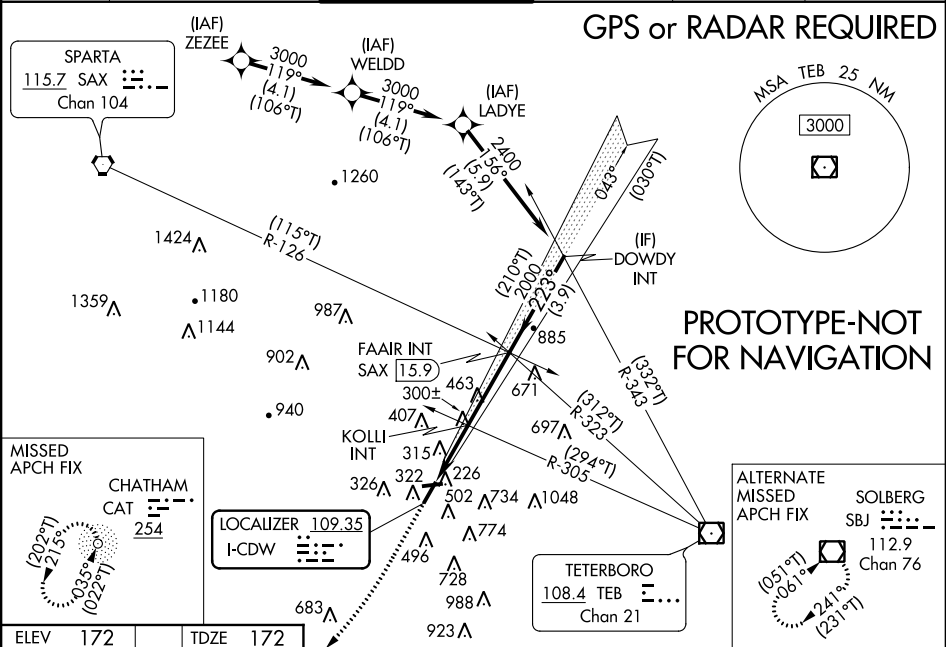 GPS or RADAR REQUIRED
(IAF)
ZEZEE
3000
119°
(4.1)
(106°T)
(IAF)
WELDD
3000
119°
(4.1)
(106°T)
(IAF)
LADYE
2400
156°
(5.9)
(143°T)
SPARTA
115.7 SAX
Chan 104
MSA TEB 25 NM
3000
1260
043°
(030°T)
(115°T)
R-126
1424
(IF)
DOWDY
INT
(210°T)
2000
223°
(3.9)
1359
1180
1144
987
885
PROTOTYPE-NOT
FOR NAVIGATION
FAAIR INT
SAX 15.9
902
463
671
300±
(332°T)
R-343
(312°T)
R-323
940
407
697
KOLLI
INT
(294°T)
R-305
315
MISSED
APCH FIX
CHATHAM
CAT
254
(202°T)
215°
035°
(022°T)
326
322
226
502
734
1048
LOCALIZER 109.35
I-CDW
496
774
728
988
683
923
TETERBORO
108.4 TEB
Chan 21
ALTERNATE
MISSED
APCH FIX
SOLBERG
SBJ
112.9
Chan 76
(051°T)
061°
241°
(231°T)
ELEV 172
TDZE 172